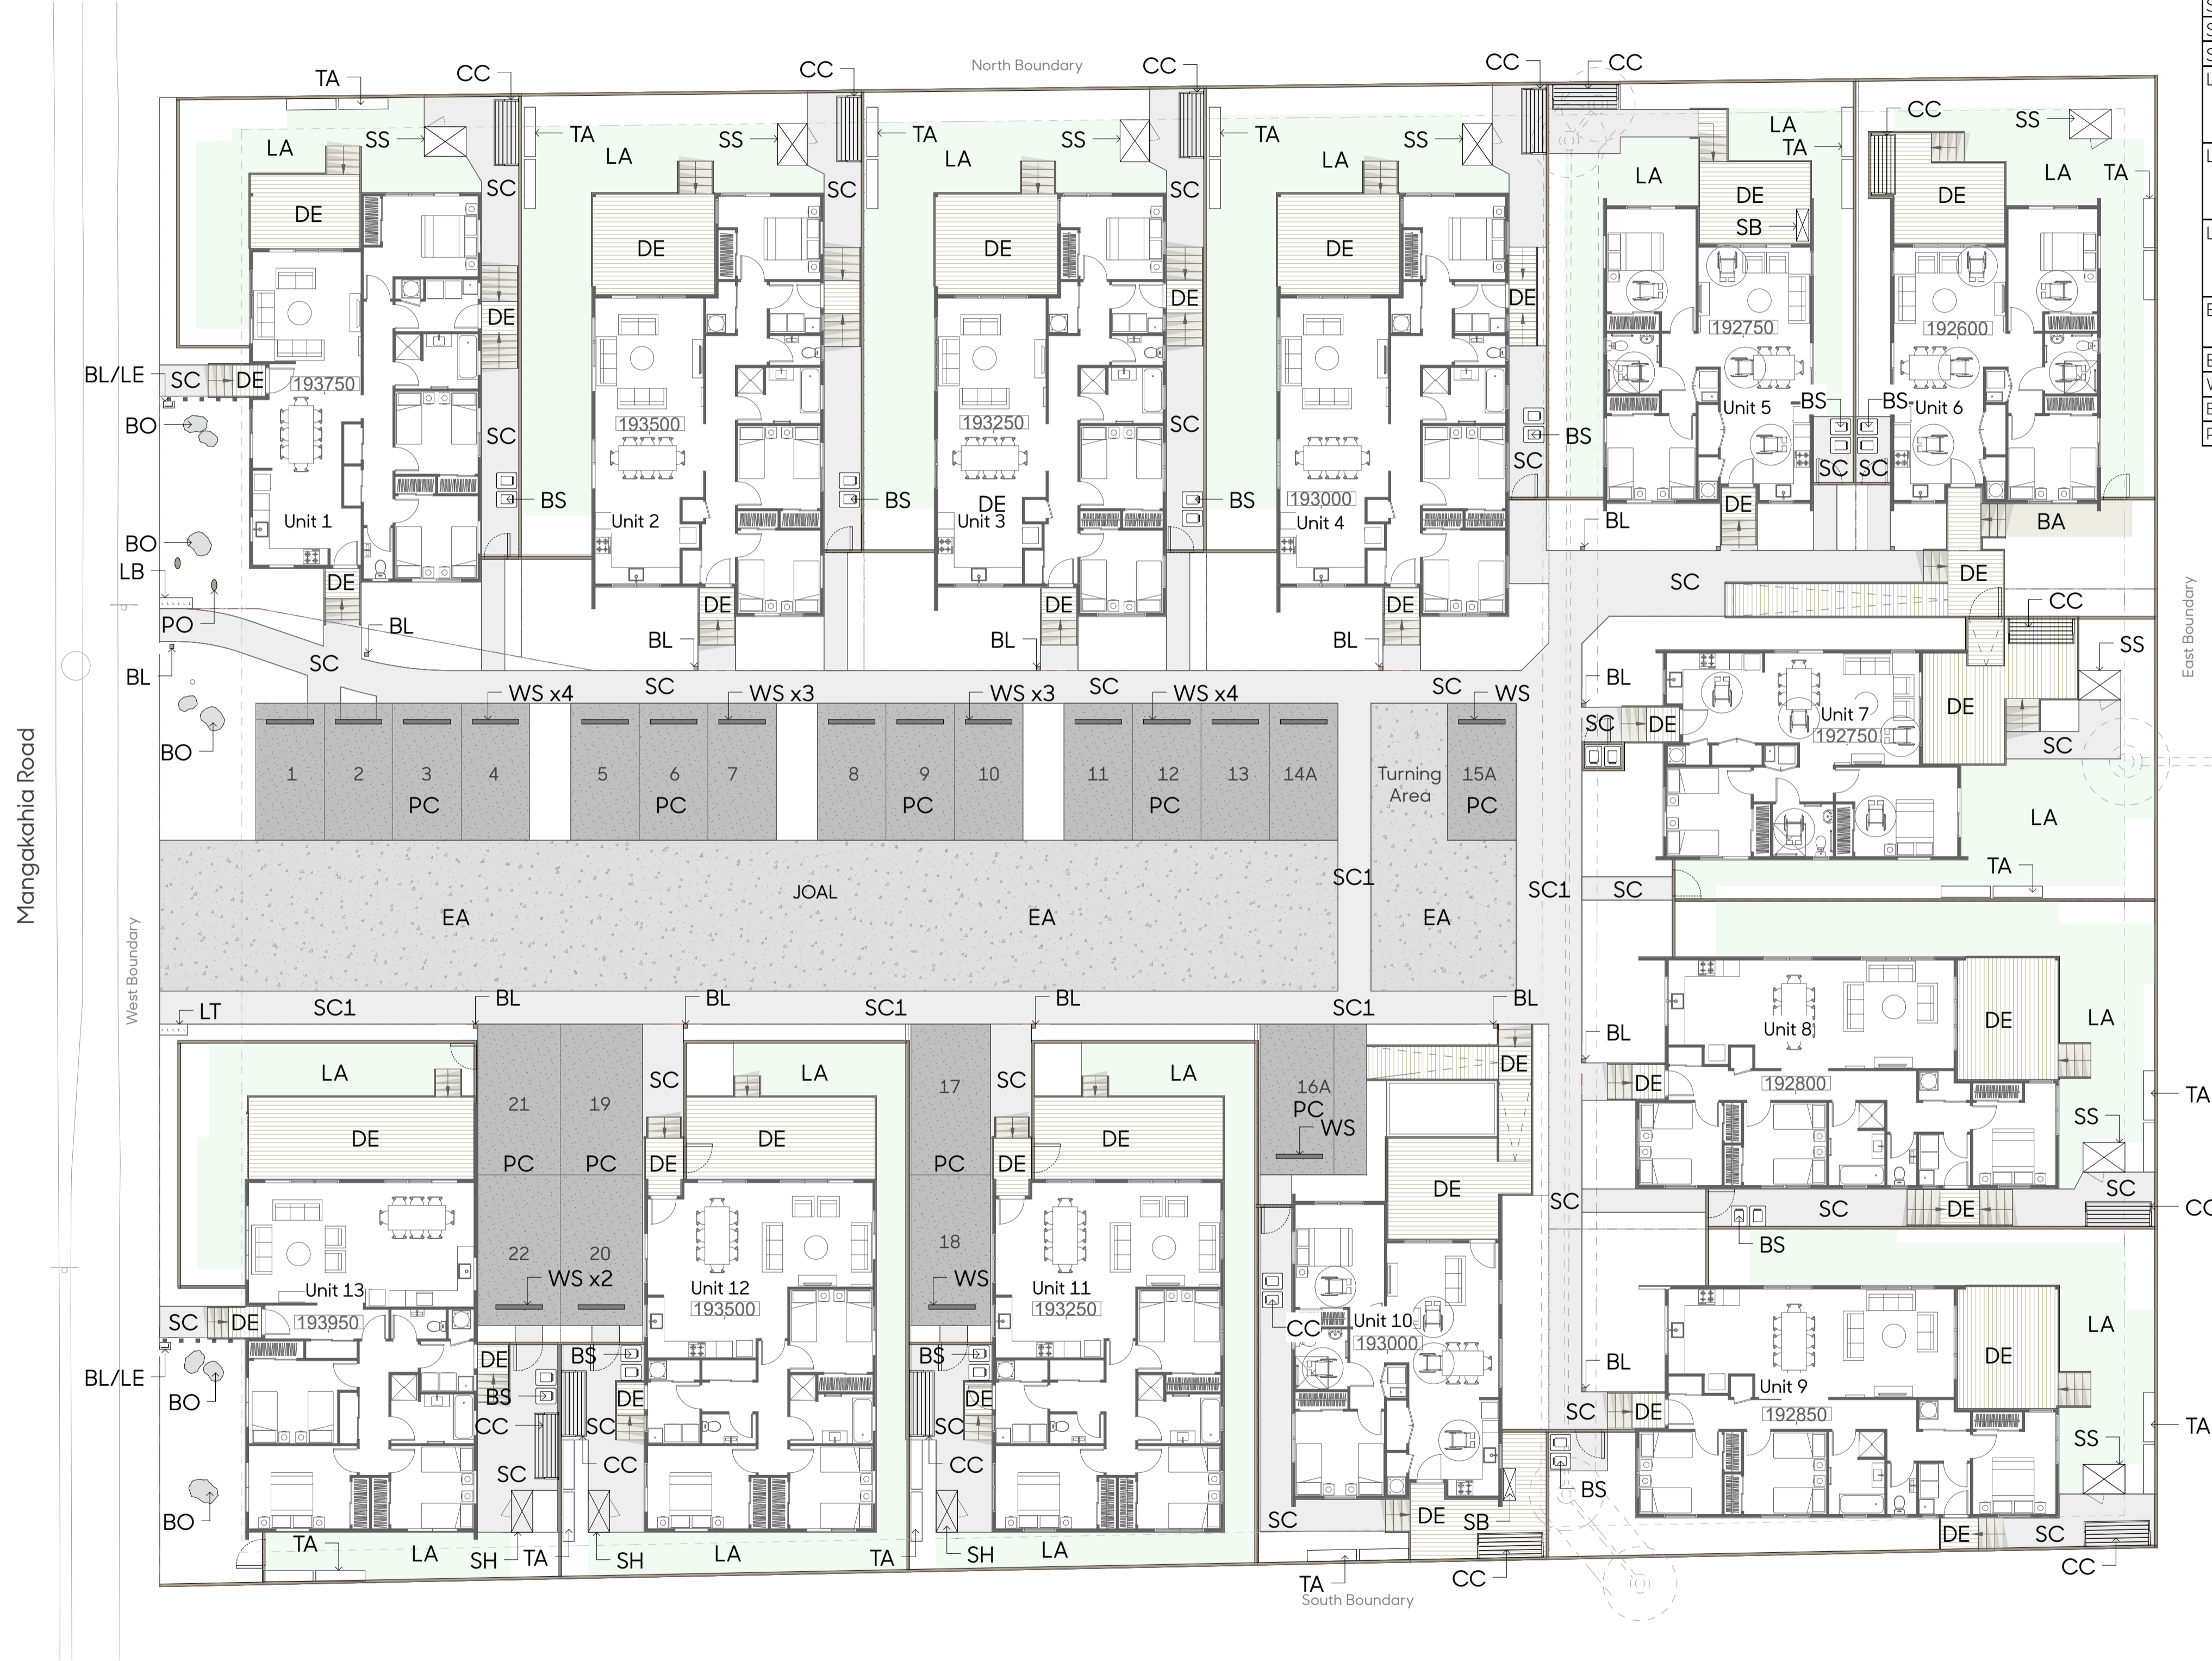 North Boundary
TA
CC
CC
CC
CC
CC
CC
SS
LA
TA
LA
SS
TA
LA
SS
TA
LA
SS
LA
TA
SS
LA
LA
TA
SC
SC
SC
DE
DE
DE
DE
DE
SB
DE
DE
DE
DE
192750
192600
BL/LE
SC
DE
193750
193500
193250
193000
Unit 5
BS
BS
Unit 6
BO
SC
SC
BS
SC
SC
SC
BS
BS
BS
DE
DE
Unit 1
Unit 2
Unit 3
Unit 4
BL
BA
BO
LB
DE
DE
DE
DE
SC
DE
CC
PO
BL
BL
BL
BL
SC
SS
BL
BL
SC
SC
SC
WS x4
WS x3
WS x3
WS x4
WS
BO
SC
DE
Unit 7
192750
DE
SC
1
2
3
4
5
6
7
8
9
10
11
12
13
14A
Turning
Area
15A
PC
PC
PC
PC
PC
LA
Mangakahia Road
West Boundary
East Boundary
JOAL
EA
EA
EA
SC1
SC1
SC
TA
LT
SC1
BL
BL
SC1
BL
SC1
BL
BL
Unit 8
DE
LA
LA
SC
LA
SC
LA
DE
DE
192800
21
19
17
16A
PC
WS
TA
SS
DE
DE
DE
DE
DE
PC
PC
PC
DE
SC
SC
DE
SC
CC
22
20
18
WS x2
WS
BS
Unit 13
Unit 12
Unit 11
Unit 10
193950
193500
193250
193000
SC
DE
CC
LA
DE
BL/LE
BO
DE
BS
BS
BS
DE
DE
BL
Unit 9
192850
SC
DE
CC
SC
SC
TA
SS
SC
CC
CC
BS
BO
SC
DE
SB
DE
SC
TA
LA
SH
TA
SH
LA
TA
SH
LA
TA
CC
CC
South Boundary